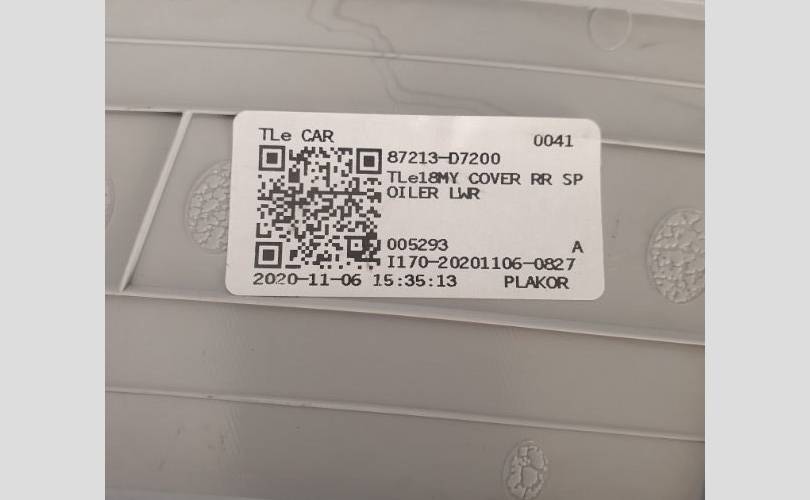 TLe CAR 0041
87213-D7200
TLe18MY COVER RR SP
OILER LWR
005293 A
I170-20201106-0827
2020-11-06 15:35:13 PLAKOR